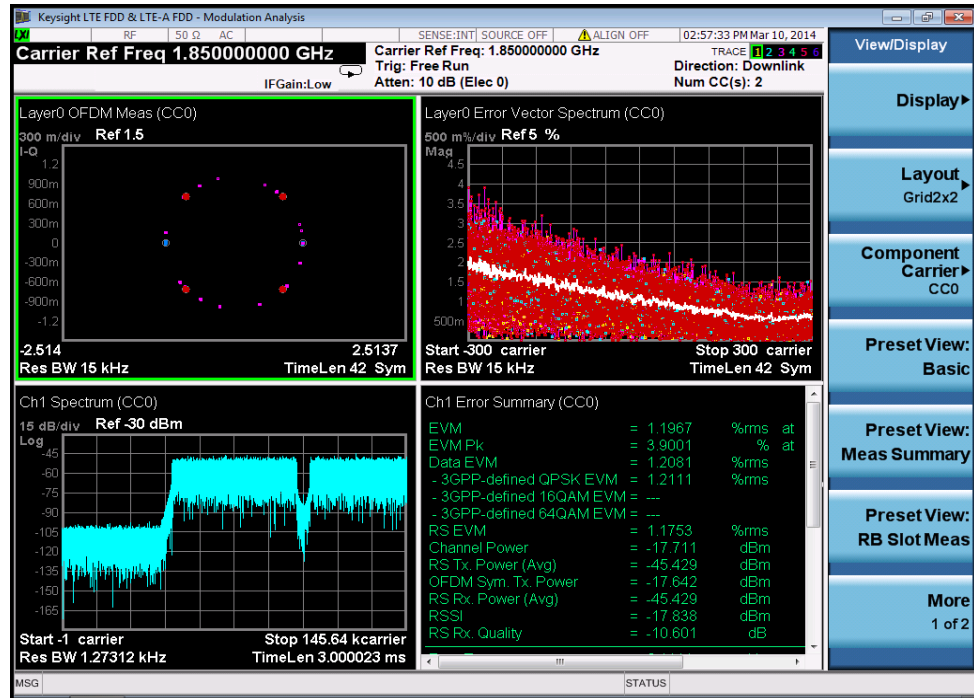 Keysight LTE FDD & LTE-A FDD - Modulation Analysis
LXI RF 50 Ω AC SENSE:INT SOURCE OFF ALIGN OFF 02:57:33 PM Mar 10, 2014
Carrier Ref Freq 1.850000000 GHz
Carrier Ref Freq: 1.850000000 GHz
Trig: Free Run
Atten: 10 dB (Elec 0)
IFGain:Low
TRACE 1 2 3 4 5 6
Direction: Downlink
Num CC(s): 2
Layer0 OFDM Meas (CC0)
300 m/div Ref 1.5
I-Q
1.2
900m
600m
300m
0
-300m
-600m
-900m
-1.2
-2.514 2.5137
Res BW 15 kHz TimeLen 42 Sym
Layer0 Error Vector Spectrum (CC0)
500 m%/div Ref 5 %
Mag
4.5
4
3.5
3
2.5
2
1.5
1
500m
Start -300 carrier Stop 300 carrier
Res BW 15 kHz TimeLen 42 Sym
Ch1 Spectrum (CC0)
15 dB/div Ref -30 dBm
Log
-45
-60
-75
-90
-105
-120
-135
-150
-165
Start -1 carrier Stop 145.64 kcarrier
Res BW 1.27312 kHz TimeLen 3.000023 ms
Ch1 Error Summary (CC0)
EVM = 1.1967 %rms at
EVM Pk = 3.9001 % at
Data EVM = 1.2081 %rms
- 3GPP-defined QPSK EVM = 1.2111 %rms
- 3GPP-defined 16QAM EVM = ---
- 3GPP-defined 64QAM EVM = ---
RS EVM = 1.1753 %rms
Channel Power = -17.711 dBm
RS Tx. Power (Avg) = -45.429 dBm
OFDM Sym. Tx. Power = -17.642 dBm
RS Rx. Power (Avg) = -45.429 dBm
RSSI = -17.838 dBm
RS Rx. Quality = -10.601 dB
View/Display
Display
Layout
Grid2x2
Component
Carrier
CC0
Preset View:
Basic
Preset View:
Meas Summary
Preset View:
RB Slot Meas
More
1 of 2
MSG STATUS